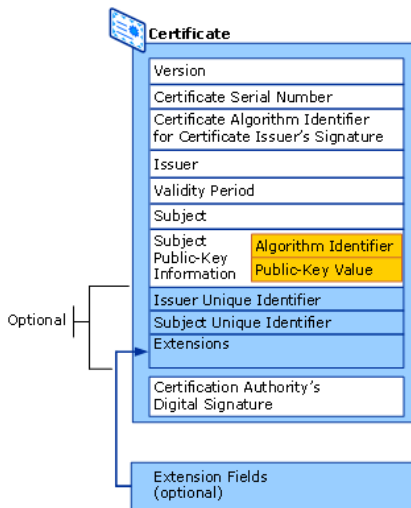 Certificate
Version
Certificate Serial Number
Certificate Algorithm Identifier
for Certificate Issuer's Signature
Issuer
Validity Period
Subject
Subject
Public-Key
Information
Algorithm Identifier
Public-Key Value
Optional
Issuer Unique Identifier
Subject Unique Identifier
Extensions
Certification Authority's
Digital Signature
Extension Fields
(optional)